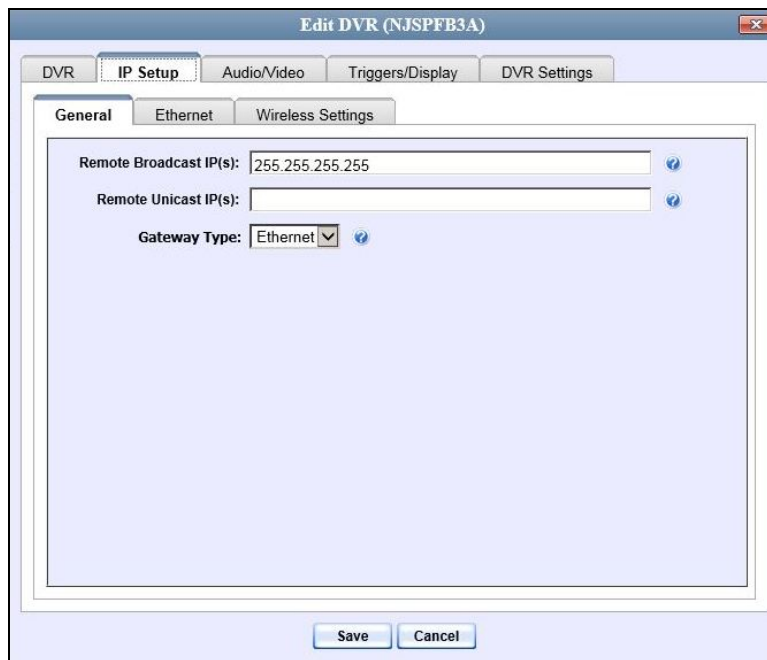 Edit DVR (NJSPFB3A)
DVR IP Setup Audio/Video Triggers/Display DVR Settings
General Ethernet Wireless Settings
Remote Broadcast IP(s): 255.255.255.255
Remote Unicast IP(s):
Gateway Type: Ethernet
Save Cancel